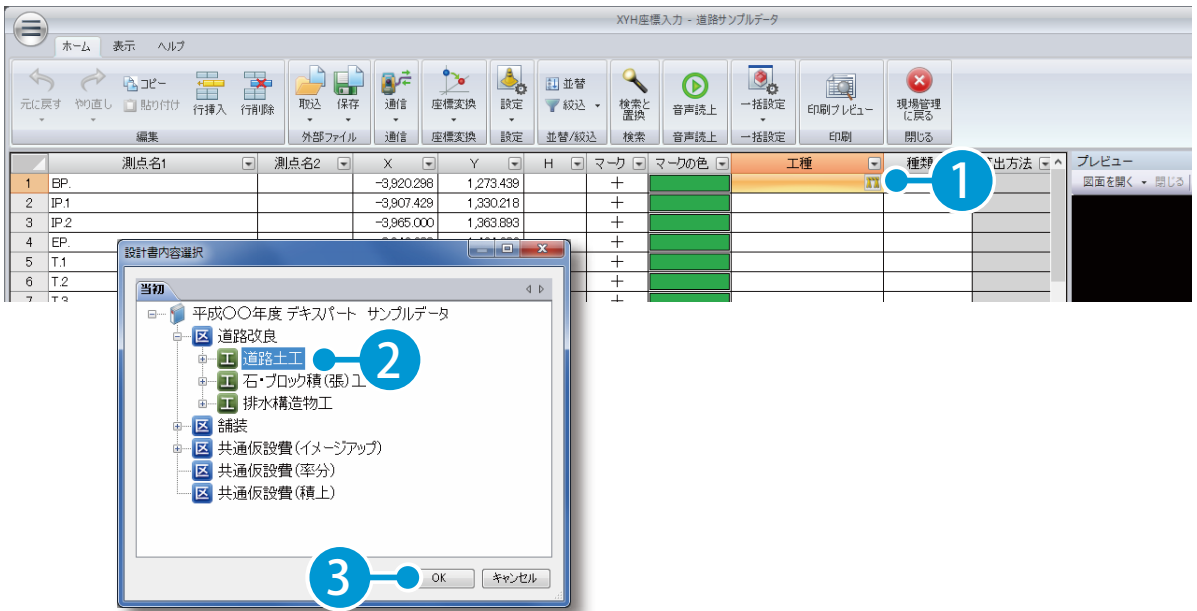 XYH座標入力 - 道路サンプルデータ
ホーム 表示 ヘルプ
元に戻す やり直し コピー 貼り付け 行挿入 行削除 取込 保存 通信 座標変換 設定 並替 絞込 検索と置換 音声読上 一括設定 印刷プレビュー 現場管理に戻る
編集 外部ファイル 通信 座標変換 設定 並替/絞込 検索 音声読上 一括設定 印刷 閉じる
測点名1 測点名2 X Y H マーク マークの色 工種 種類 出方法 プレビュー
1 BP. -3,920.298 1,273.439 + 1 図面を開く 閉じる
2 IP.1 -3,907.429 1,330.218 +
3 IP.2 -3,965.000 1,363.893 +
4 EP. +
5 T.1 +
6 T.2 +
7 T.3 +
設計書内容選択
当初
平成〇〇年度 デキスパート サンプルデータ
区 道路改良
工 道路土工 2
工 石・ブロック積(張)工
工 排水構造物工
区 舗装
区 共通仮設費(イメージアップ)
区 共通仮設費(率分)
区 共通仮設費(積上)
3 OK キャンセル